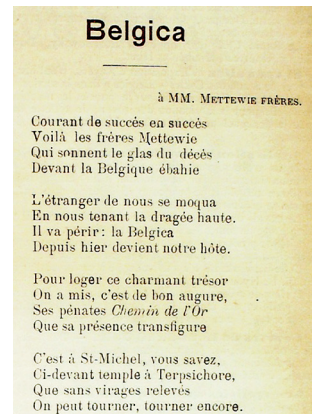 Belgica
à MM. METTEWIE FRÈRES.
Courant de succés en succés
Voilà les frères Mettewie
Qui sonnent le glas du décés
Devant la Belgique ébahie
L'étranger de nous se moqua
En nous tenant la dragée haute.
Il va périr : la Belgica
Depuis hier devient notre hôte.
Pour loger ce charmant trésor
On a mis, c'est de bon augure,
Ses pénates Chemin de l'Or
Que sa présence transfigure
C'est à St-Michel, vous savez,
Ci-devant temple à Terpsichore,
Que sans virages relevés
On peut tourner, tourner encore.